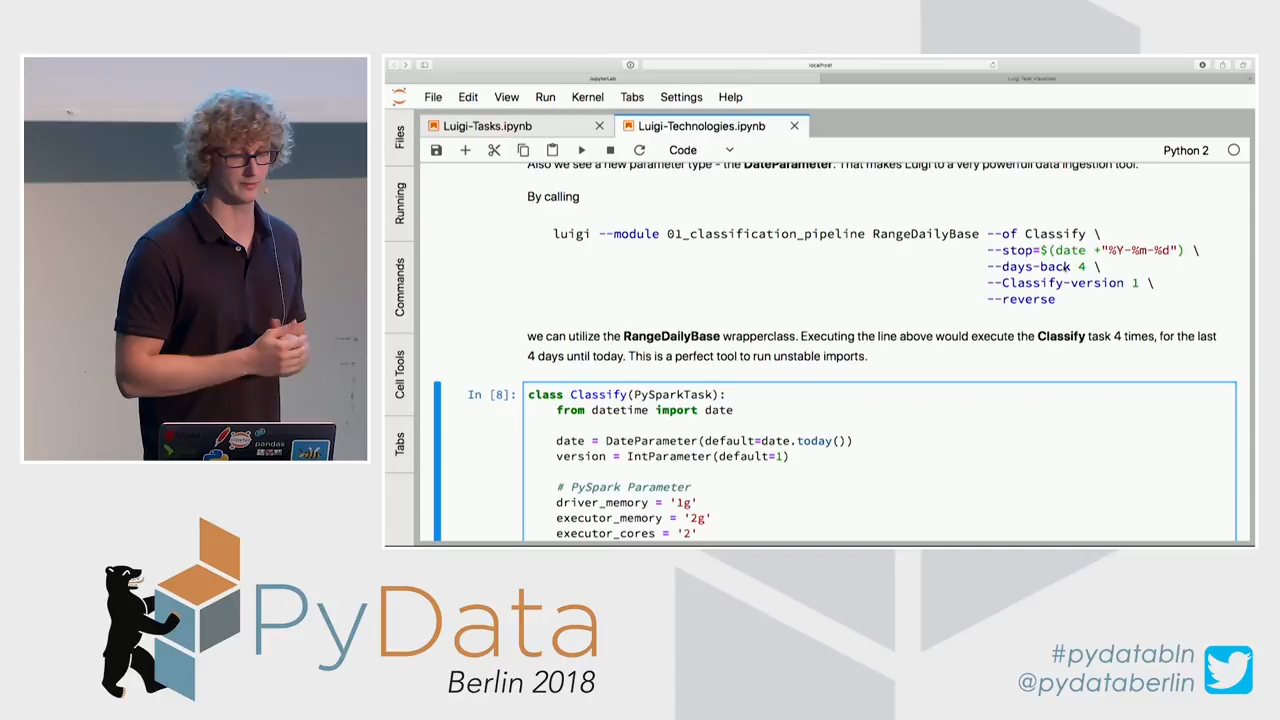 localhost
JupyterLab
Luigi Task Visualiser
File Edit View Run Kernel Tabs Settings Help
Luigi-Tasks.ipynb
Luigi-Technologies.ipynb
Code
Python 2
Files
Running
Commands
Cell Tools
Tabs
Also we see a new parameter type - the DateParameter. That makes Luigi to a very powerfull data ingestion tool.
By calling
luigi --module 01_classification_pipeline RangeDailyBase --of Classify \
--stop=$(date +"%Y-%m-%d") \
--days-back 4 \
--Classify-version 1 \
--reverse
we can utilize the RangeDailyBase wrapperclass. Executing the line above would execute the Classify task 4 times, for the last
4 days until today. This is a perfect tool to run unstable imports.
In [8]:
class Classify(PySparkTask):
from datetime import date
date = DateParameter(default=date.today())
version = IntParameter(default=1)
# PySpark Parameter
driver_memory = '1g'
executor_memory = '2g'
executor_cores = '2'
pandas
PyData
Berlin 2018
#pydatabln
@pydataberlin